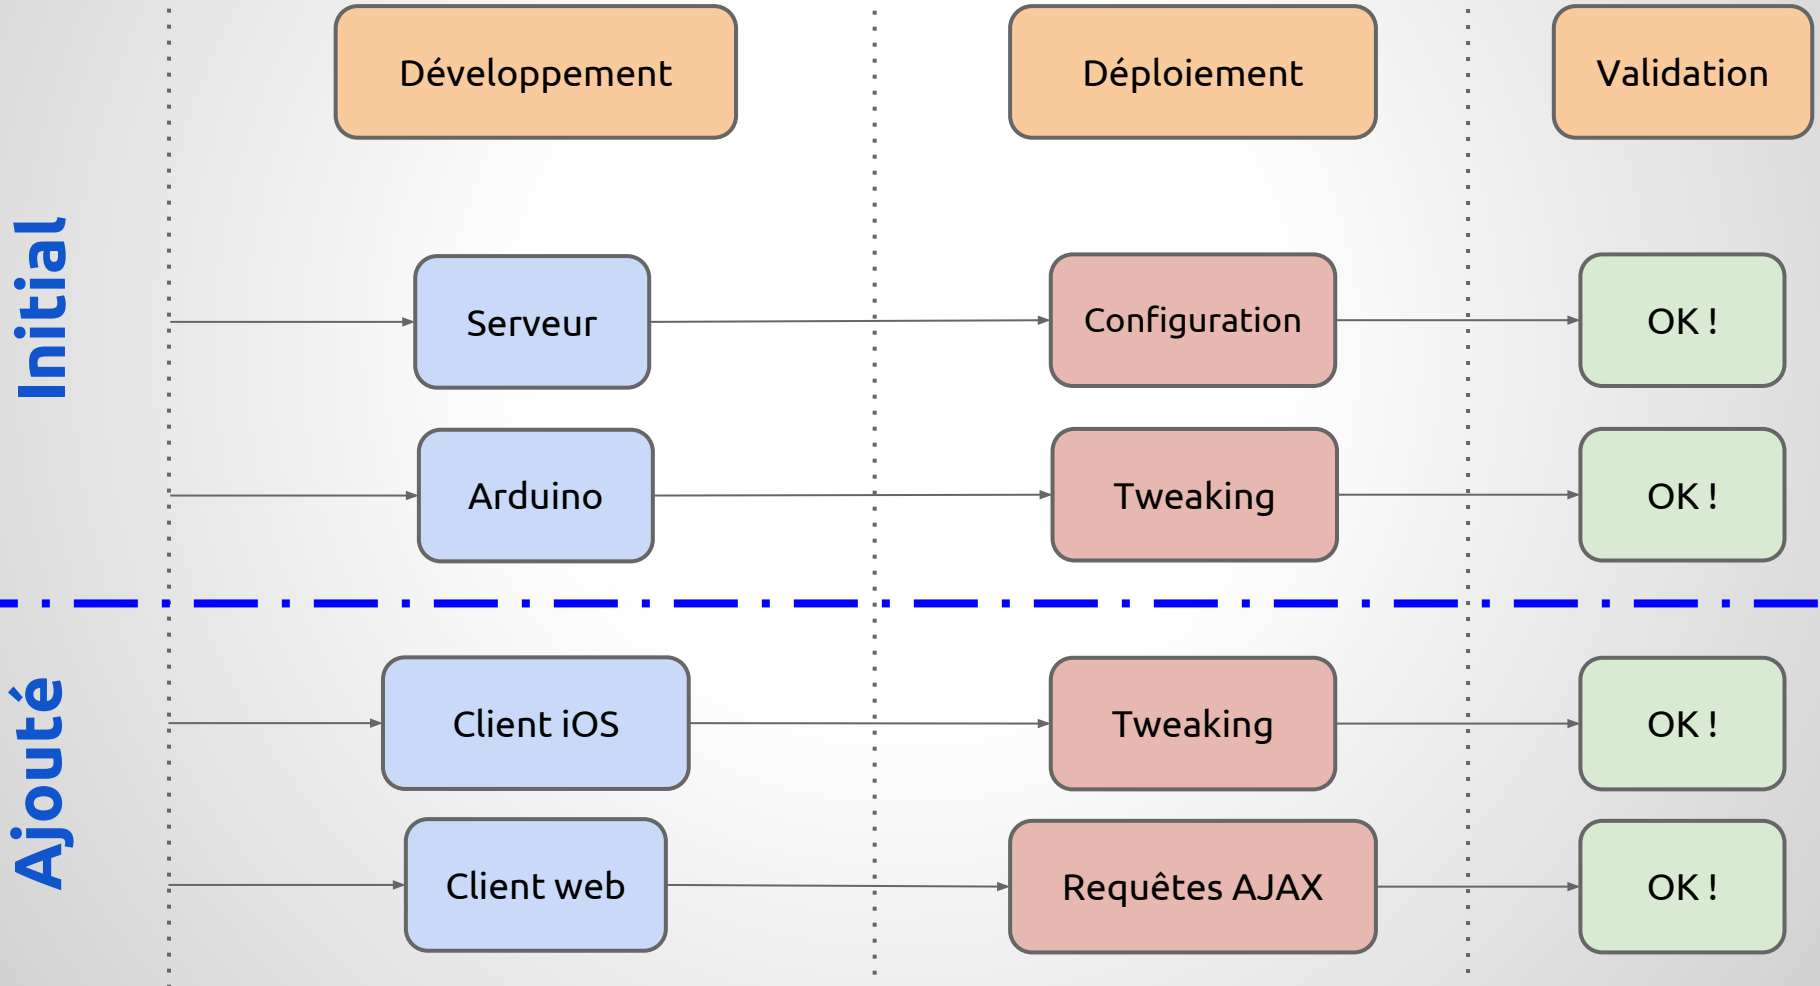 Développement
Déploiement
Validation
Initial
Serveur
Configuration
OK !
Arduino
Tweaking
OK !
Ajouté
Client iOS
Tweaking
OK !
Client web
Requêtes AJAX
OK !